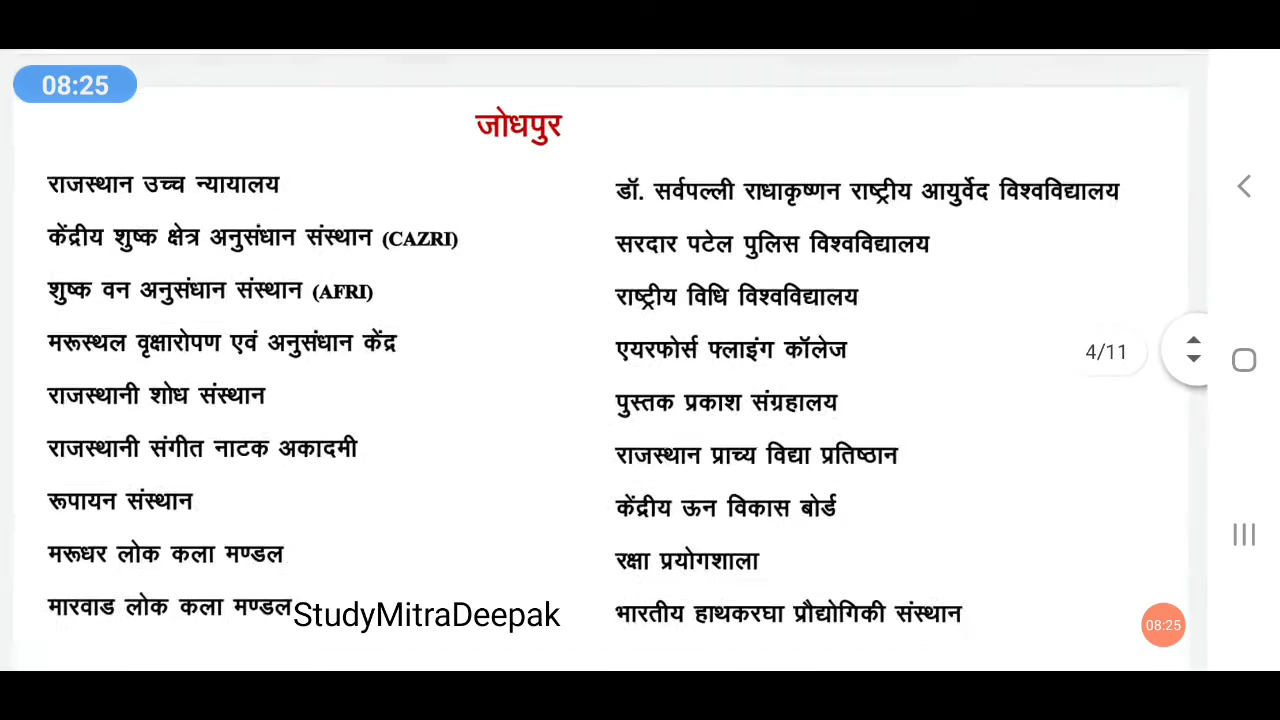 08:25
जोधपुर
राजस्थान उच्च न्यायालय
केंद्रीय शुष्क क्षेत्र अनुसंधान संस्थान (CAZRI)
शुष्क वन अनुसंधान संस्थान (AFRI)
मरूस्थल वृक्षारोपण एवं अनुसंधान केंद्र
राजस्थानी शोध संस्थान
राजस्थानी संगीत नाटक अकादमी
रूपायन संस्थान
मरूधर लोक कला मण्डल
मारवाड लोक कला मण्डल
StudyMitraDeepak
डॉ. सर्वपल्ली राधाकृष्णन राष्ट्रीय आयुर्वेद विश्वविद्यालय
सरदार पटेल पुलिस विश्वविद्यालय
राष्ट्रीय विधि विश्वविद्यालय
एयरफोर्स फ्लाइंग कॉलेज
पुस्तक प्रकाश संग्रहालय
राजस्थान प्राच्य विद्या प्रतिष्ठान
केंद्रीय ऊन विकास बोर्ड
रक्षा प्रयोगशाला
भारतीय हाथकरघा प्रौद्योगिकी संस्थान
4/11
08:25